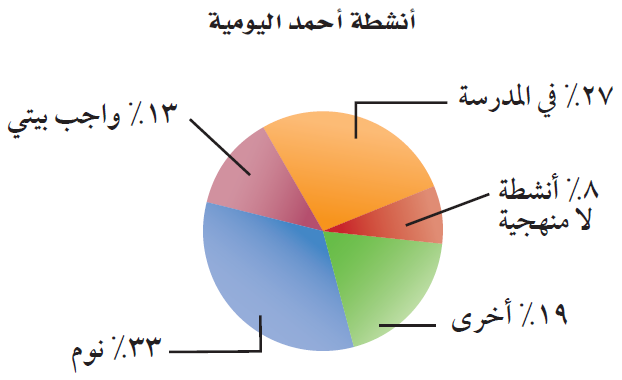 أنشطة أحمد اليومية
٢٧٪ في المدرسة
١٣٪ واجب بيتي
٨٪ أنشطة
لا منهجية
١٩٪ أخرى
٣٣٪ نوم